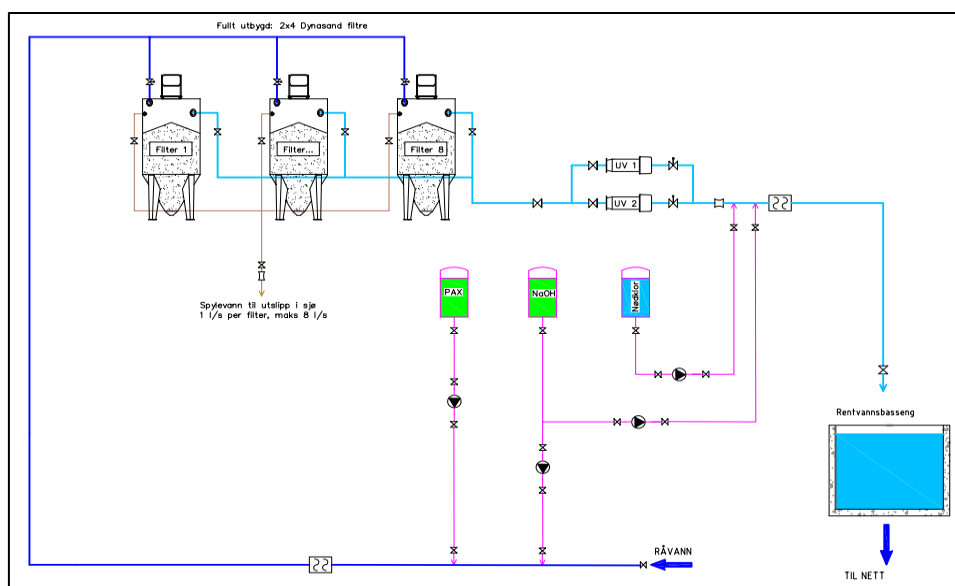 Fullt utbygd: 2x4 Dynasand filtre
Filter 1
Filter...
Filter 8
UV 1
UV 2
PAX
NaOH
Nødklor
Spylevann til utslipp i sjø
1 l/s per filter, maks 8 l/s
Rentvannsbasseng
RÅVANN
TIL NETT